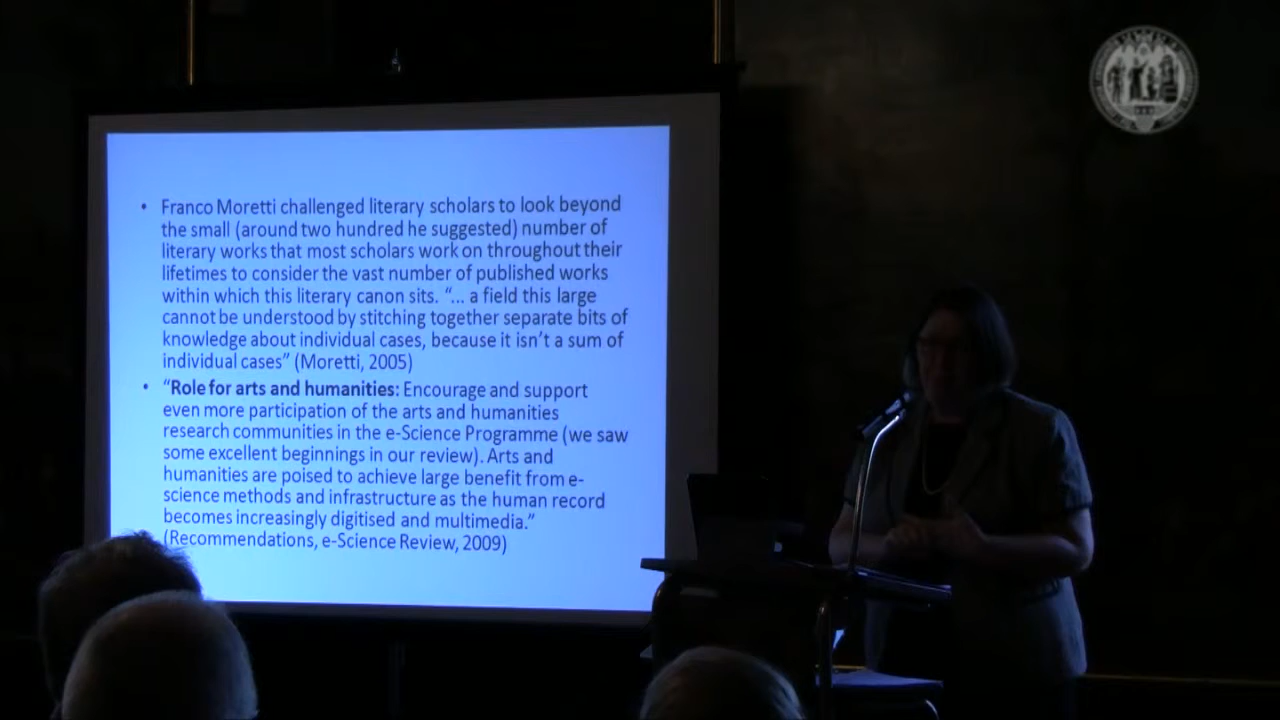 • Franco Moretti challenged literary scholars to look beyond
the small (around two hundred he suggested) number of
literary works that most scholars work on throughout their
lifetimes to consider the vast number of published works
within which this literary canon sits. “... a field this large
cannot be understood by stitching together separate bits of
knowledge about individual cases, because it isn’t a sum of
individual cases” (Moretti, 2005)
• “Role for arts and humanities: Encourage and support
even more participation of the arts and humanities
research communities in the e-Science Programme (we saw
some excellent beginnings in our review). Arts and
humanities are poised to achieve large benefit from e-
science methods and infrastructure as the human record
becomes increasingly digitised and multimedia.”
(Recommendations, e-Science Review, 2009)